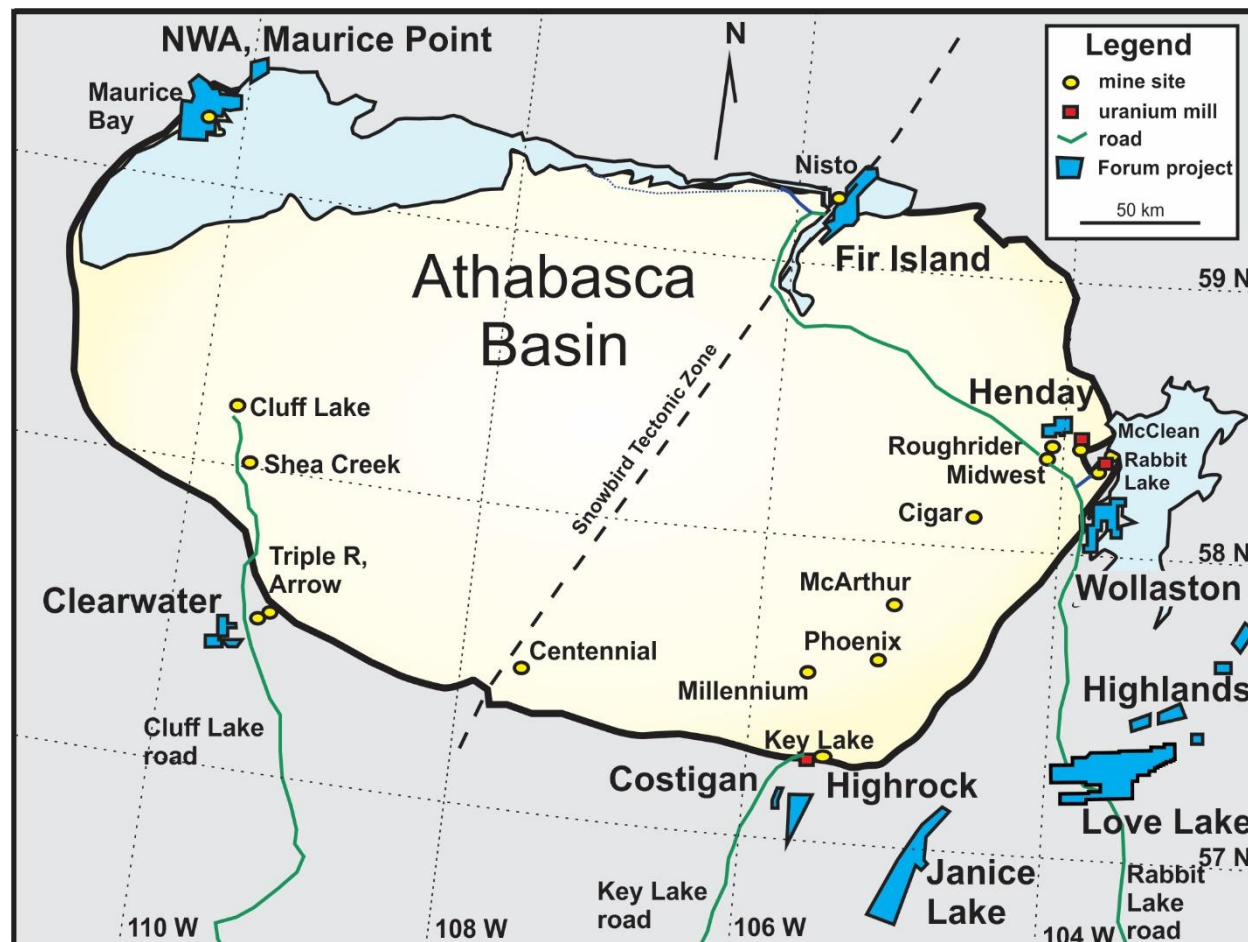 NWA, Maurice Point
Maurice
Bay
N
Legend
mine site
uranium mill
road
Forum project
50 km
Nisto
Fir Island
59 N
Athabasca
Basin
Snowbird Tectonic Zone
Henday
McClean
Roughrider
Rabbit
Lake
Midwest
Cluff Lake
Shea Creek
Cigar
58 N
Triple R,
Arrow
Clearwater
Wollaston
McArthur
Phoenix
Centennial
Millennium
Highlands
Cluff Lake
road
Key Lake
Costigan
Highrock
Love Lake
57 N
Janice
Lake
Key Lake
road
Rabbit
Lake
road
110 W
108 W
106 W
104 W